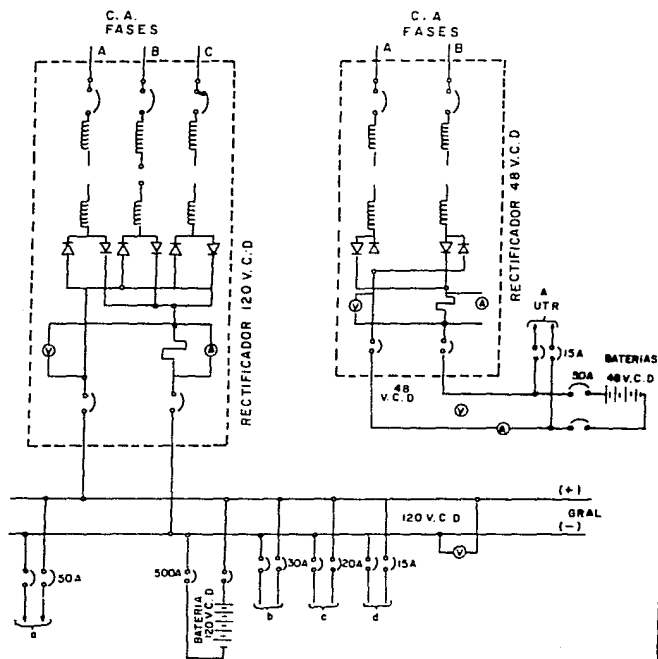 C. A.
FASES
A B C
RECTIFICADOR 120 V.C.D
V
A
C. A
FASES
A B
RECTIFICADOR 48 V.C.D
V
A
48
V.C.D
V
A
A
UTR
15A
BATERIAS
50A
48 V.C.D
(+)
GRAL
120 V.C.D
(-)
V
50A
a
500A
BATERIA
120 V.C.D
30A
b
20A
c
15A
d